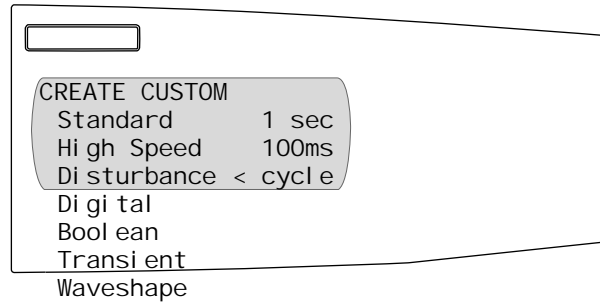 CREATE CUSTOM
Standard 1 sec
High Speed 100ms
Disturbance < cycle
Digital
Boolean
Transient
Waveshape